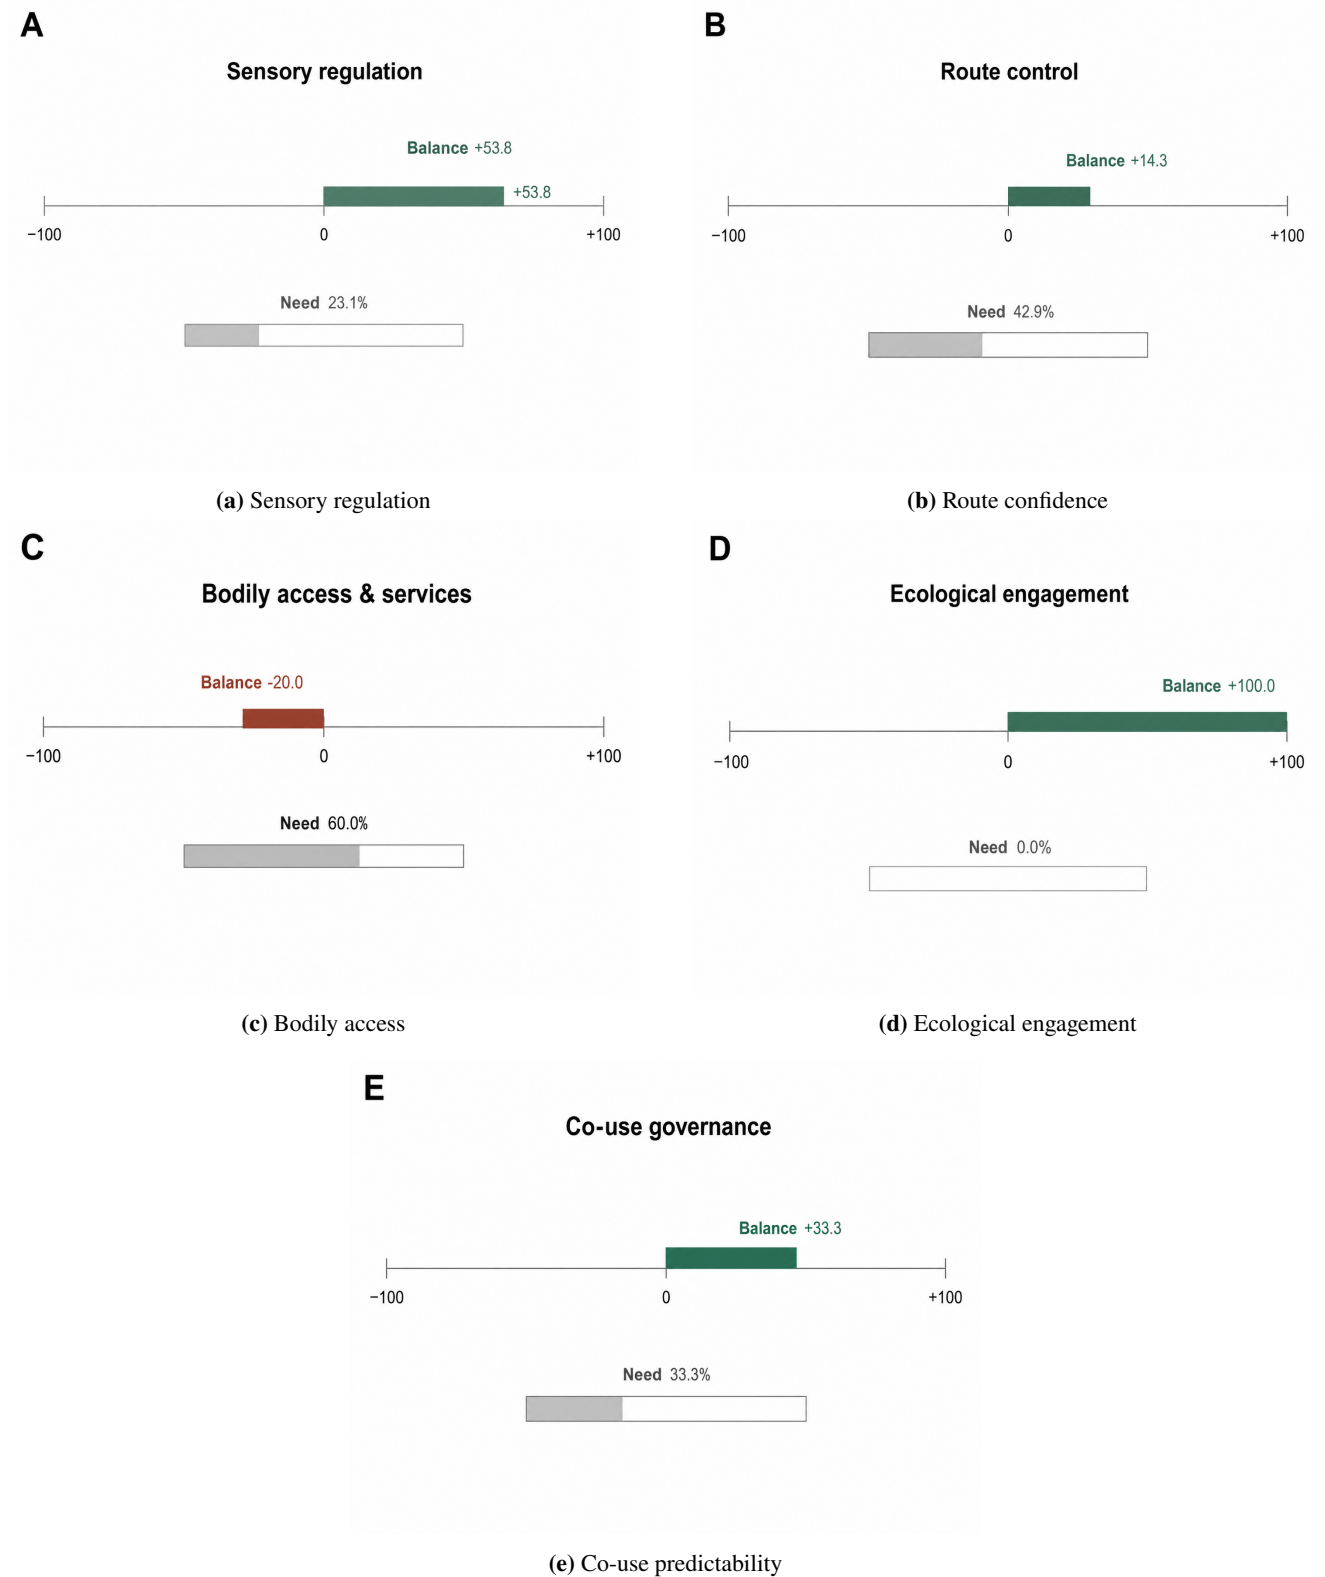 A
Sensory regulation
Balance +53.8
+53.8
−100 0 +100
Need 23.1%
(a) Sensory regulation
B
Route control
Balance +14.3
−100 0 +100
Need 42.9%
(b) Route confidence
C
Bodily access & services
Balance -20.0
−100 0 +100
Need 60.0%
(c) Bodily access
D
Ecological engagement
Balance +100.0
−100 0 +100
Need 0.0%
(d) Ecological engagement
E
Co-use governance
Balance +33.3
−100 0 +100
Need 33.3%
(e) Co-use predictability